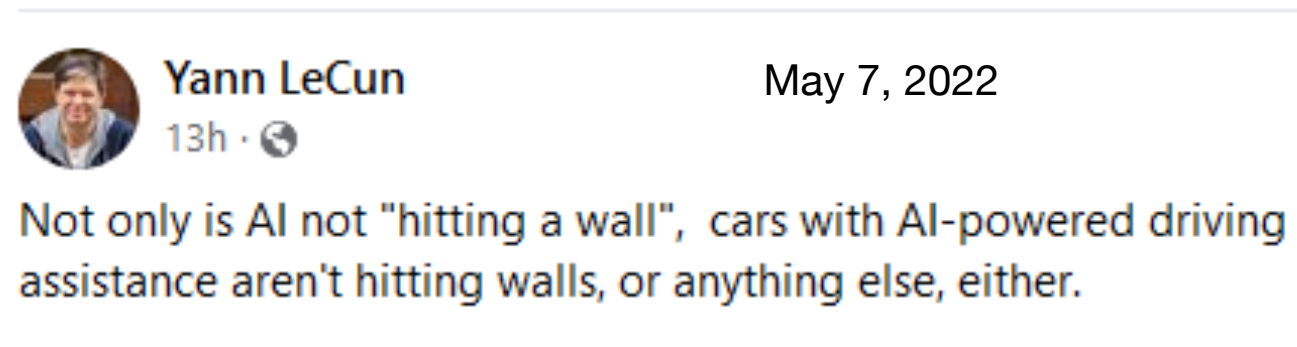 Yann LeCun
May 7, 2022
13h ·
Not only is AI not "hitting a wall",  cars with AI-powered driving
assistance aren't hitting walls, or anything else, either.